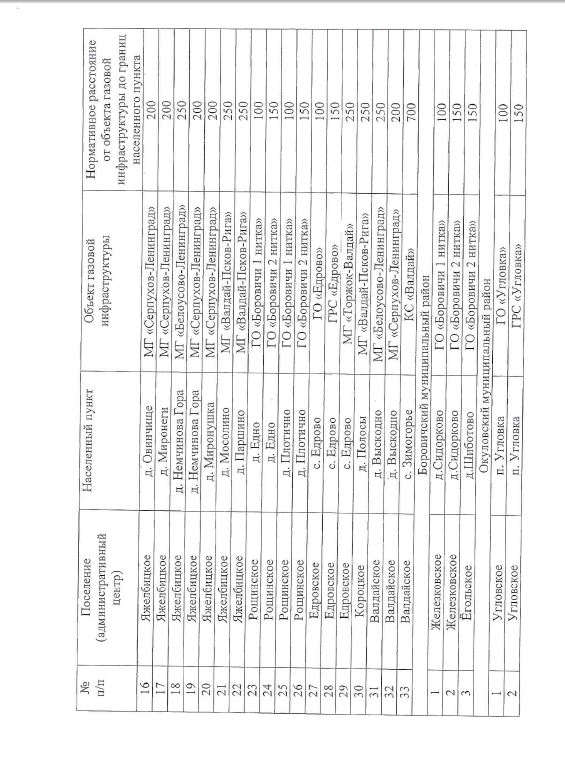 № п/п | Поселение (административный центр) | Населенный пункт | Объект газовой инфраструктуры | Нормативное расстояние от объекта газовой инфраструктуры до границ населенного пункта
16 | Яжелбицкое | д. Овинчище | МГ «Серпухов-Ленинград» | 200
17 | Яжелбицкое | д. Миронеги | МГ «Серпухов-Ленинград» | 200
18 | Яжелбицкое | д. Немчинова Гора | МГ «Белоусово-Ленинград» | 250
19 | Яжелбицкое | д. Немчинова Гора | МГ «Серпухов-Ленинград» | 200
20 | Яжелбицкое | д. Миронушка | МГ «Серпухов-Ленинград» | 200
21 | Яжелбицкое | д. Мосолино | МГ «Валдай-Псков-Рига» | 250
22 | Яжелбицкое | д. Паршино | МГ «Валдай-Псков-Рига» | 250
23 | Рощинское | д. Едно | ГО «Боровичи 1 нитка» | 100
24 | Рощинское | д. Едно | ГО «Боровичи 2 нитка» | 150
25 | Рощинское | д. Плотично | ГО «Боровичи 1 нитка» | 100
26 | Рощинское | д. Плотично | ГО «Боровичи 2 нитка» | 150
27 | Едровское | с. Едрово | ГО «Едрово» | 100
28 | Едровское | с. Едрово | ГРС «Едрово» | 150
29 | Едровское | с. Едрово | МГ «Торжок-Валдай» | 250
30 | Короцкое | д. Полосы | МГ «Валдай-Псков-Рига» | 250
31 | Валдайское | д. Выскодно | МГ «Белоусово-Ленинград» | 250
32 | Валдайское | д. Выскодно | МГ «Серпухов-Ленинград» | 200
33 | Валдайское | с. Зимогорье | КС «Валдай» | 700
Боровичский муниципальный район
1 | Железковское | д.Сидорково | ГО «Боровичи 1 нитка» | 100
2 | Железковское | д.Сидорково | ГО «Боровичи 2 нитка» | 150
3 | Ёгольское | д.Шиботово | ГО «Боровичи 2 нитка» | 150
Окуловский муниципальный район
1 | Угловское | п. Угловка | ГО «Угловка» | 100
2 | Угловское | п. Угловка | ГРС «Угловка» | 150